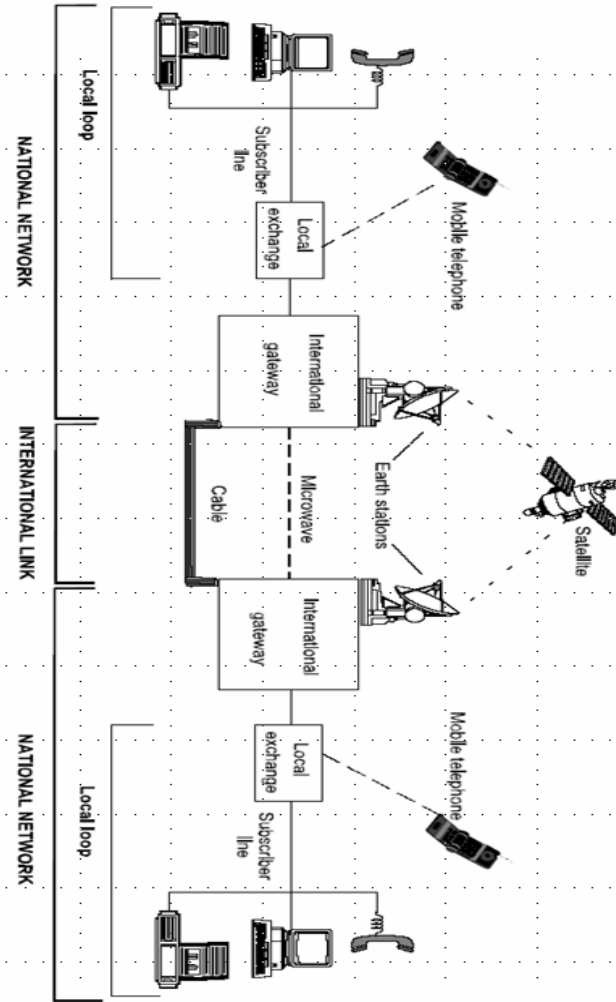 Satellite
Mobile telephone
Mobile telephone
Earth stations
International
gateway
Microwave
International
gateway
Local
exchange
Local
exchange
Subscriber
line
Subscriber
line
Cable
Local loop
Local loop
NATIONAL NETWORK
INTERNATIONAL LINK
NATIONAL NETWORK